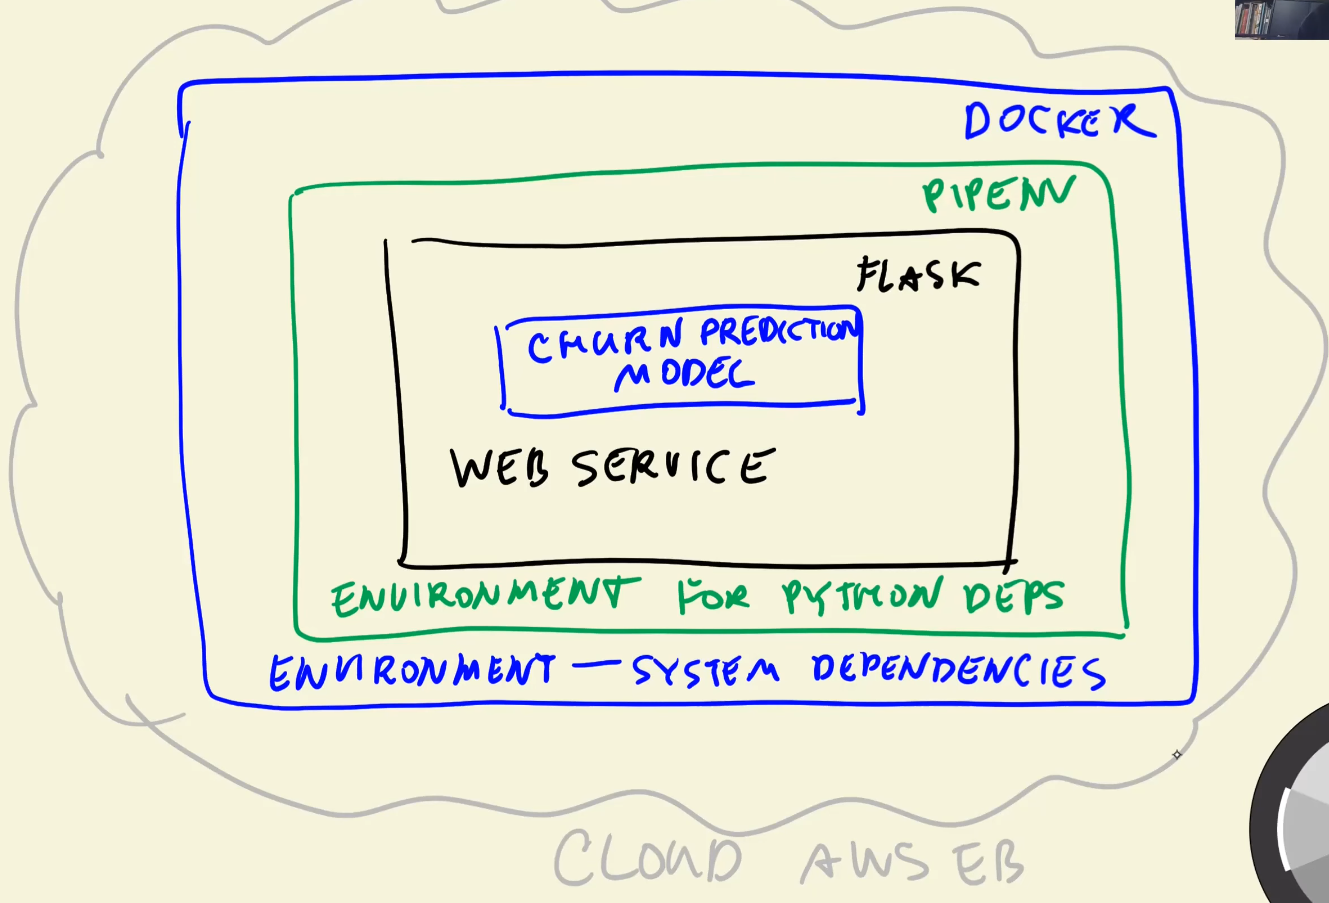 DOCKER
PIPENV
FLASK
CHURN PREDICTION
MODEL
WEB SERVICE
ENVIRONMENT FOR PYTHON DEPS
ENVIRONMENT — SYSTEM DEPENDENCIES
CLOUD AWS EB